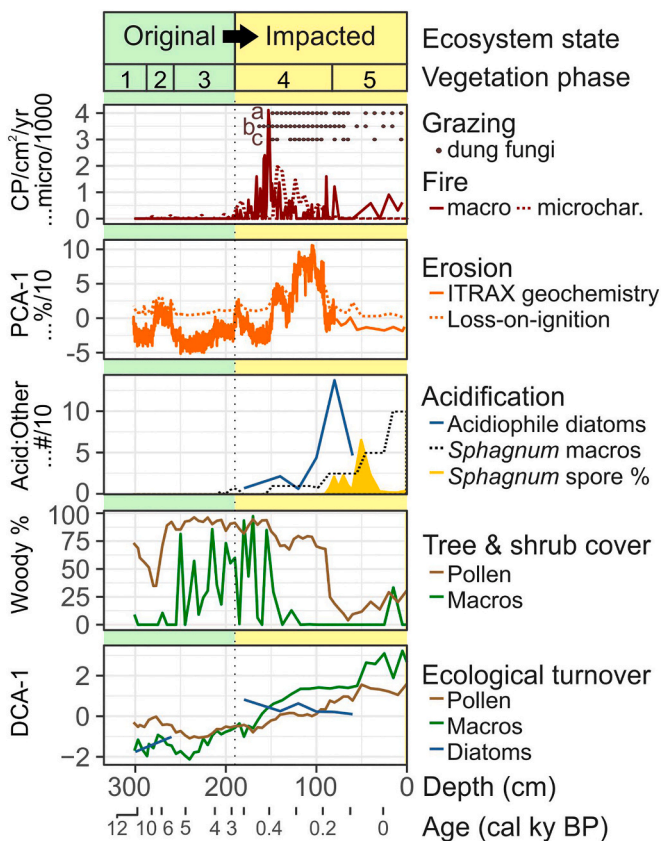 Original Impacted Ecosystem state
1 2 3 4 5 Vegetation phase
CP/cm²/yr
...micro/1000
4
3
2
1
0
a
b
c
Grazing
dung fungi
Fire
macro microchar.
PCA-1
...%/10
10
5
0
-5
Erosion
ITRAX geochemistry
Loss-on-ignition
Acid:Other
...#/10
10
5
0
Acidification
Acidiophile diatoms
Sphagnum macros
Sphagnum spore %
Woody %
100
75
50
25
0
Tree & shrub cover
Pollen
Macros
DCA-1
2
0
−2
Ecological turnover
Pollen
Macros
Diatoms
300 200 100 0 Depth (cm)
12 10 6 5 4 3 0.4 0.2 0 Age (cal ky BP)